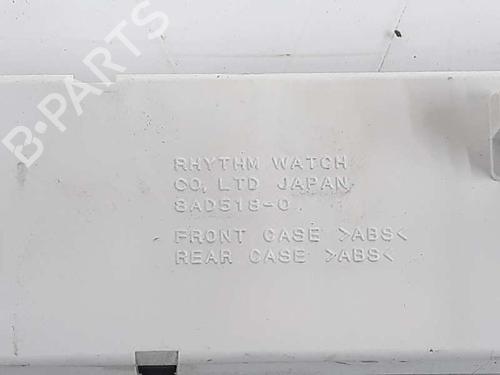 B-PARTS
RHYTHM WATCH
CO, LTD JAPAN
8AD518-0
FRONT CASE >ABS<
REAR CASE >ABS<